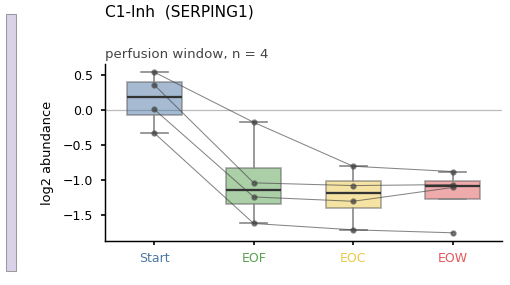 C1-Inh (SERPING1)
perfusion window, n = 4
log2 abundance
0.5
0.0
−0.5
−1.0
−1.5
Start EOF EOC EOW